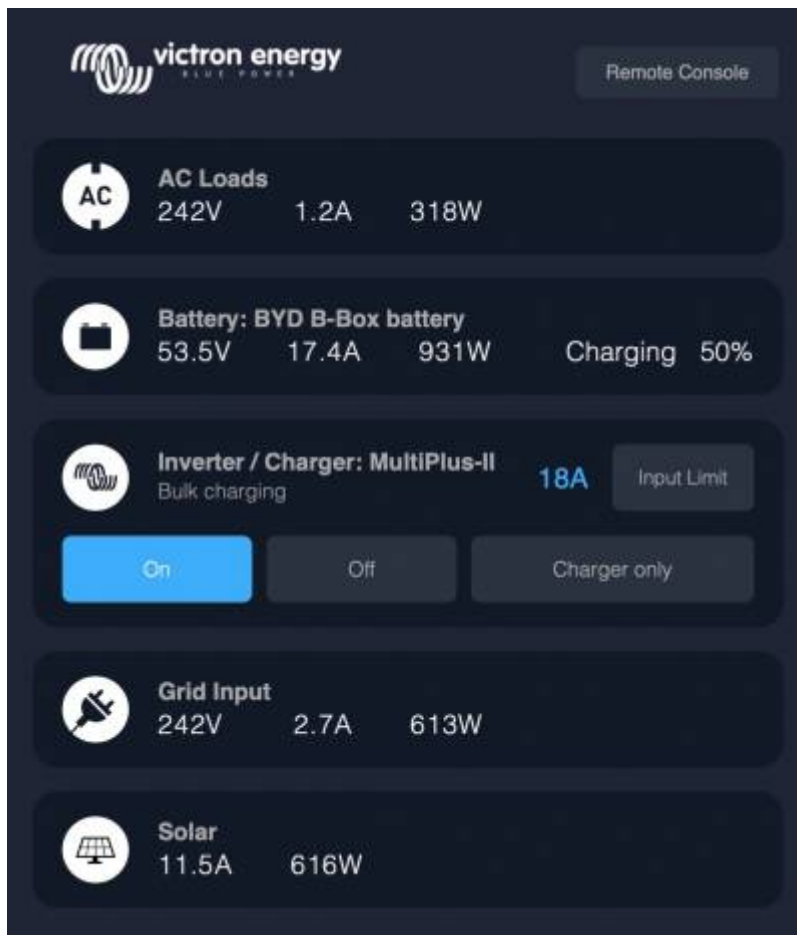 victron energy
BLUE POWER
Remote Console
AC
AC Loads
242V 1.2A 318W
Battery: BYD B-Box battery
53.5V 17.4A 931W Charging 50%
Inverter / Charger: MultiPlus-II
Bulk charging
18A Input Limit
On Off Charger only
Grid Input
242V 2.7A 613W
Solar
11.5A 616W